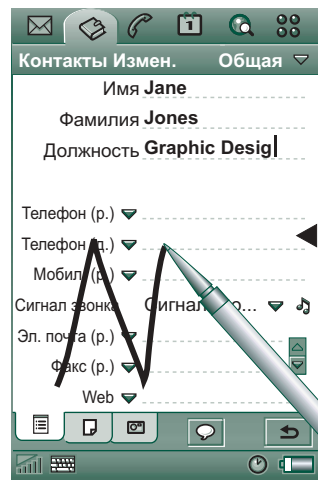 1
Контакты Измен. Общая
Имя Jane
Фамилия Jones
Должность Graphic Desig
Телефон (р.)
Телефон (д.)
Мобил. (р.)
Сигнал звонка Сигнал
Эл. почта (р.)
Факс (р.)
Web